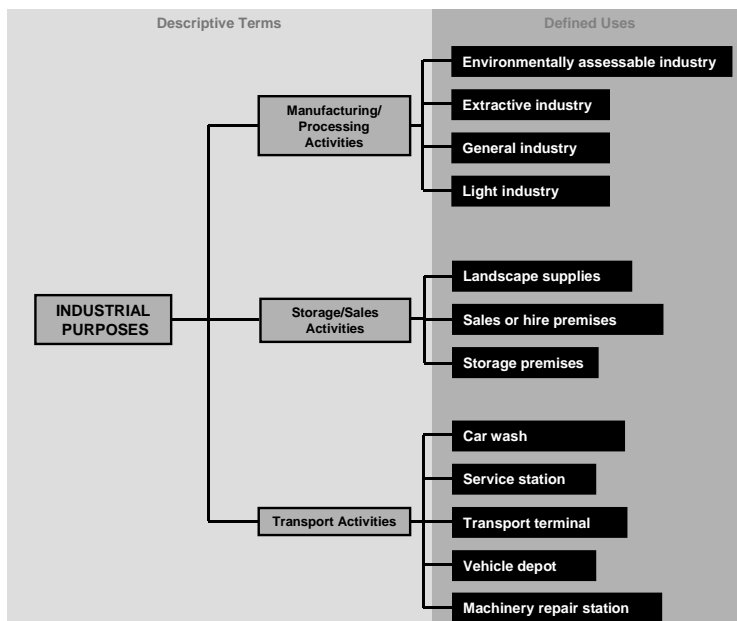 Descriptive Terms
Defined Uses
INDUSTRIAL
PURPOSES
Manufacturing/
Processing
Activities
Environmentally assessable industry
Extractive industry
General industry
Light industry
Storage/Sales
Activities
Landscape supplies
Sales or hire premises
Storage premises
Transport Activities
Car wash
Service station
Transport terminal
Vehicle depot
Machinery repair station